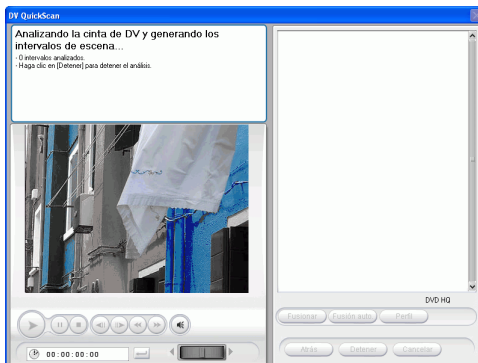 DV QuickScan
Analizando la cinta de DV y generando los
intervalos de escena...
- 0 intervalos analizados.
- Haga clic en [Detener] para detener el análisis.
DVD HQ
Fusionar Fusión auto Perfil
00:00:00:00
Atrás Detener Cancelar